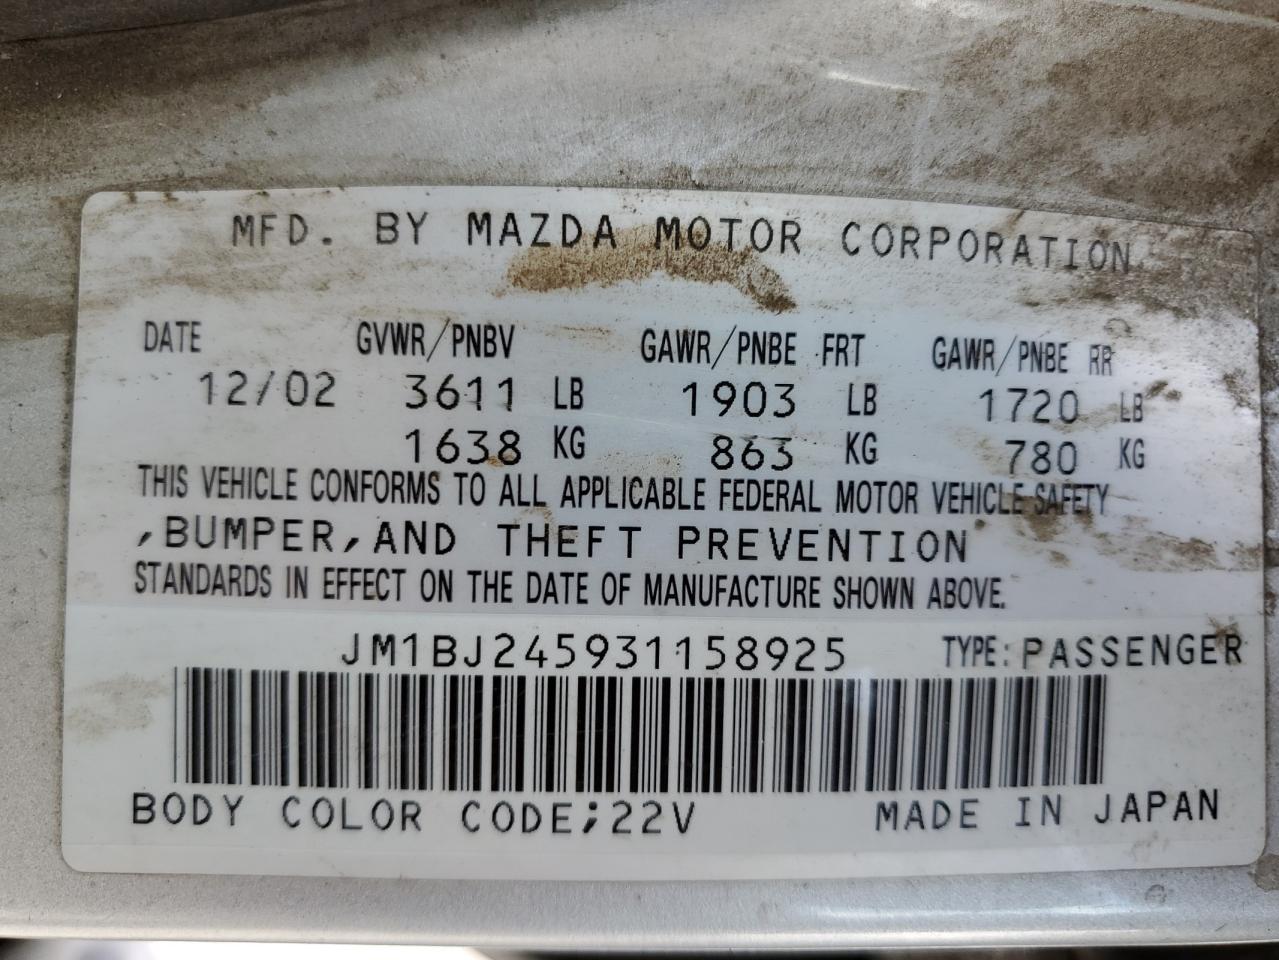 MFD. BY MAZDA MOTOR CORPORATION
DATE GVWR/PNBV GAWR/PNBE FRT GAWR/PNBE RR
12/02 3611 LB 1903 LB 1720 LB
1638 KG 863 KG 780 KG
THIS VEHICLE CONFORMS TO ALL APPLICABLE FEDERAL MOTOR VEHICLE SAFETY
,BUMPER,AND THEFT PREVENTION
STANDARDS IN EFFECT ON THE DATE OF MANUFACTURE SHOWN ABOVE.
JM1BJ245931158925 TYPE:PASSENGER
BODY COLOR CODE;22V MADE IN JAPAN